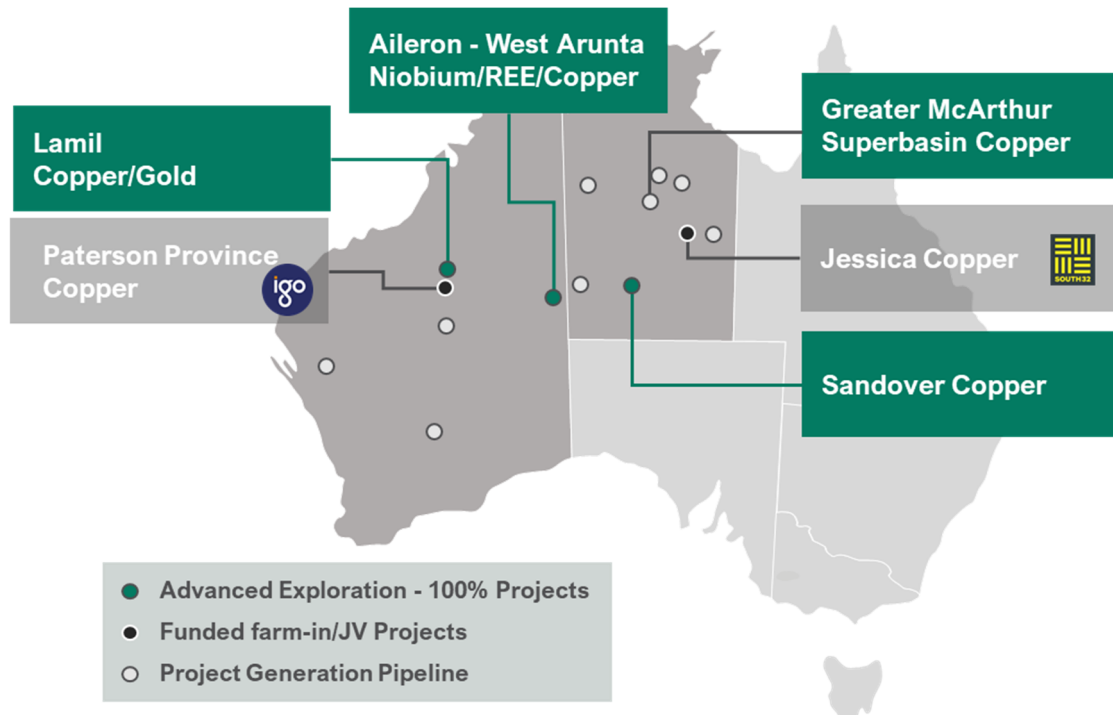 Aileron - West Arunta
Niobium/REE/Copper
Lamil
Copper/Gold
Greater McArthur
Superbasin Copper
Paterson Province
Copper
igo
Jessica Copper
SOUTH32
Sandover Copper
Advanced Exploration - 100% Projects
Funded farm-in/JV Projects
Project Generation Pipeline